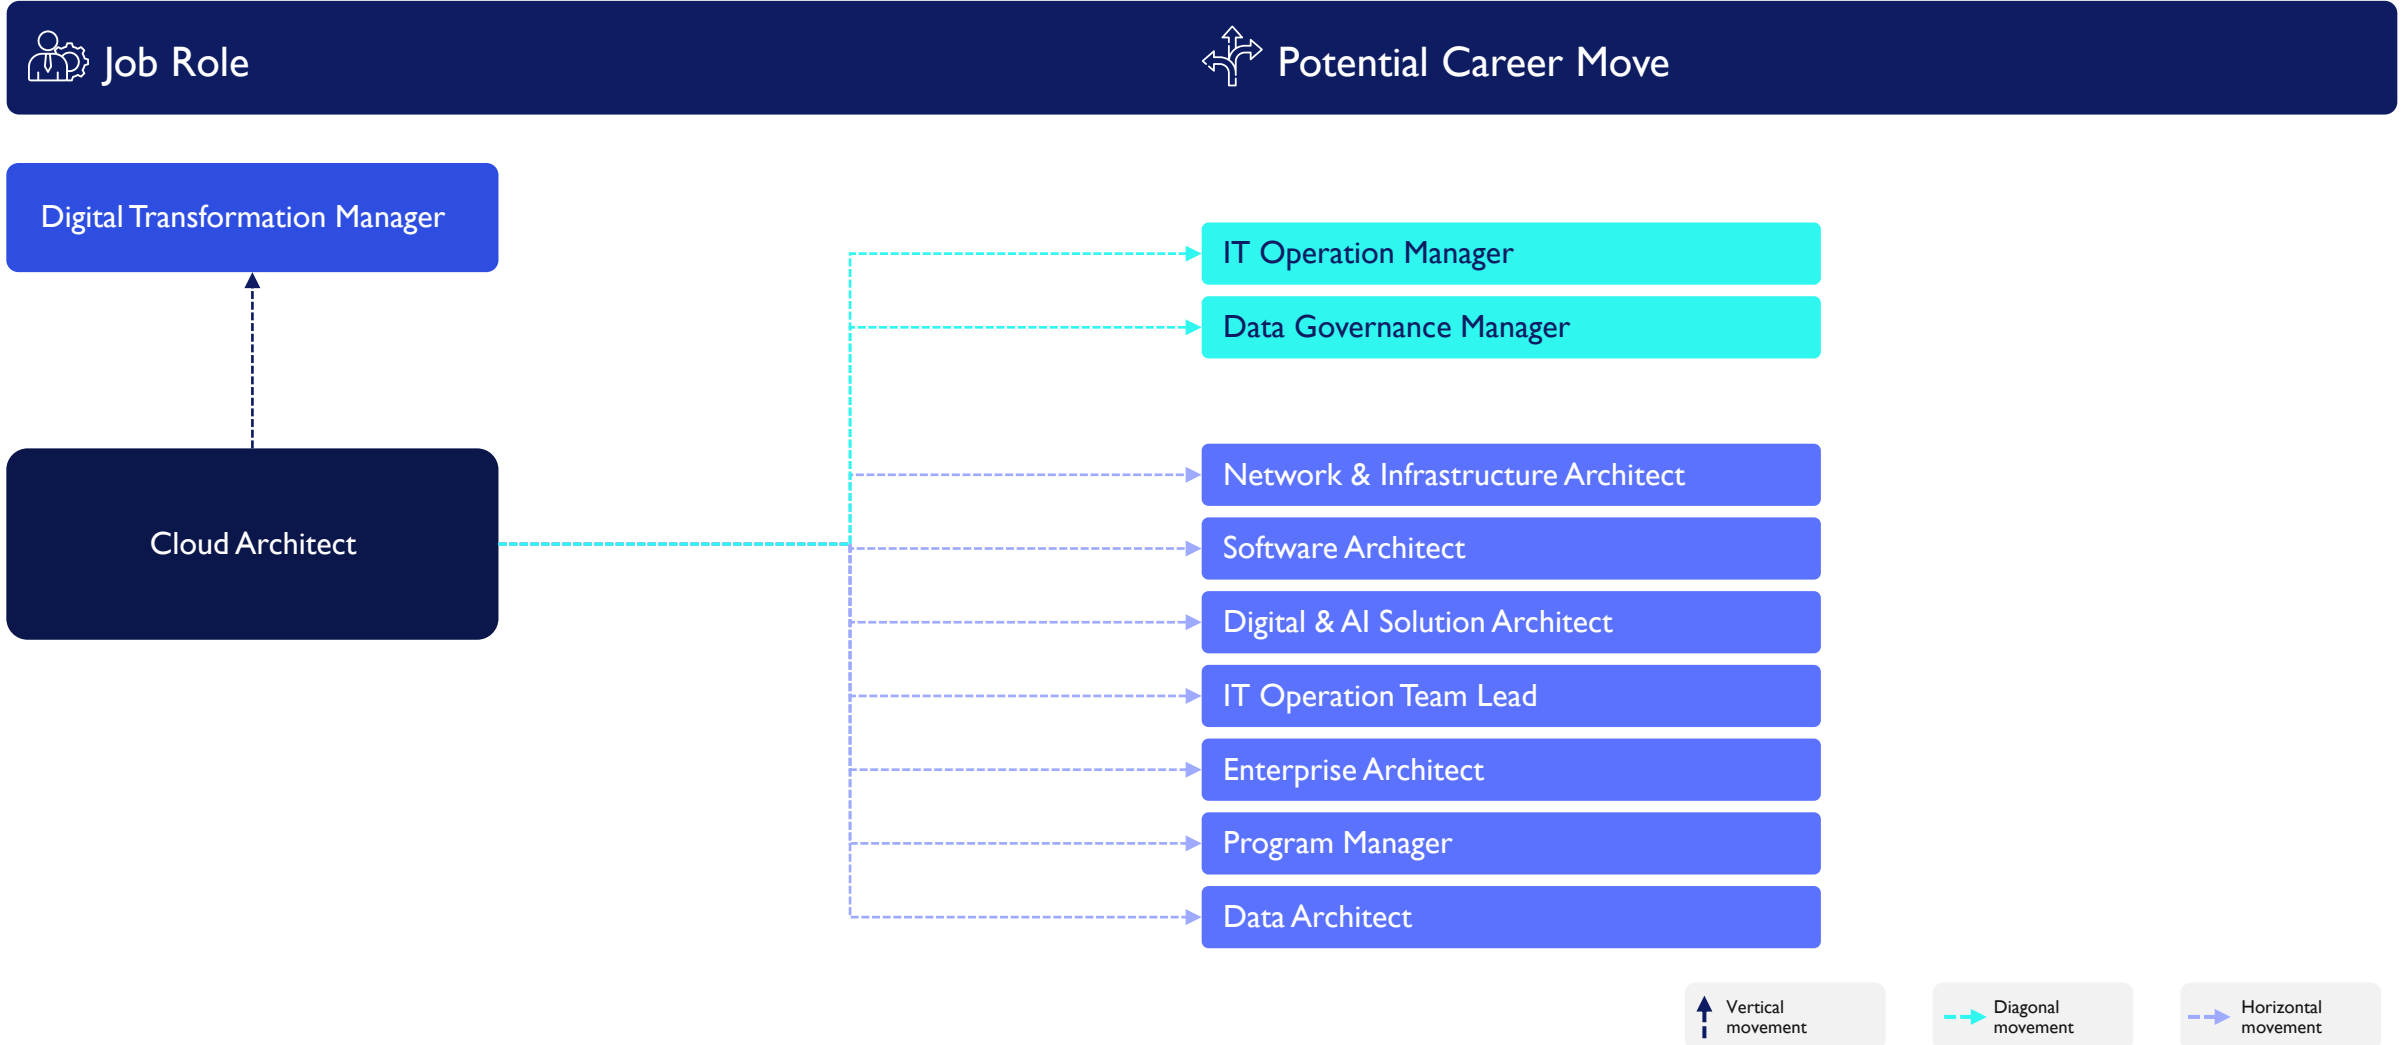 Job Role
Potential Career Move
Digital Transformation Manager
IT Operation Manager
Data Governance Manager
Network & Infrastructure Architect
Cloud Architect
Software Architect
Digital & AI Solution Architect
IT Operation Team Lead
Enterprise Architect
Program Manager
Data Architect
Vertical
movement
Diagonal
movement
Horizontal
movement